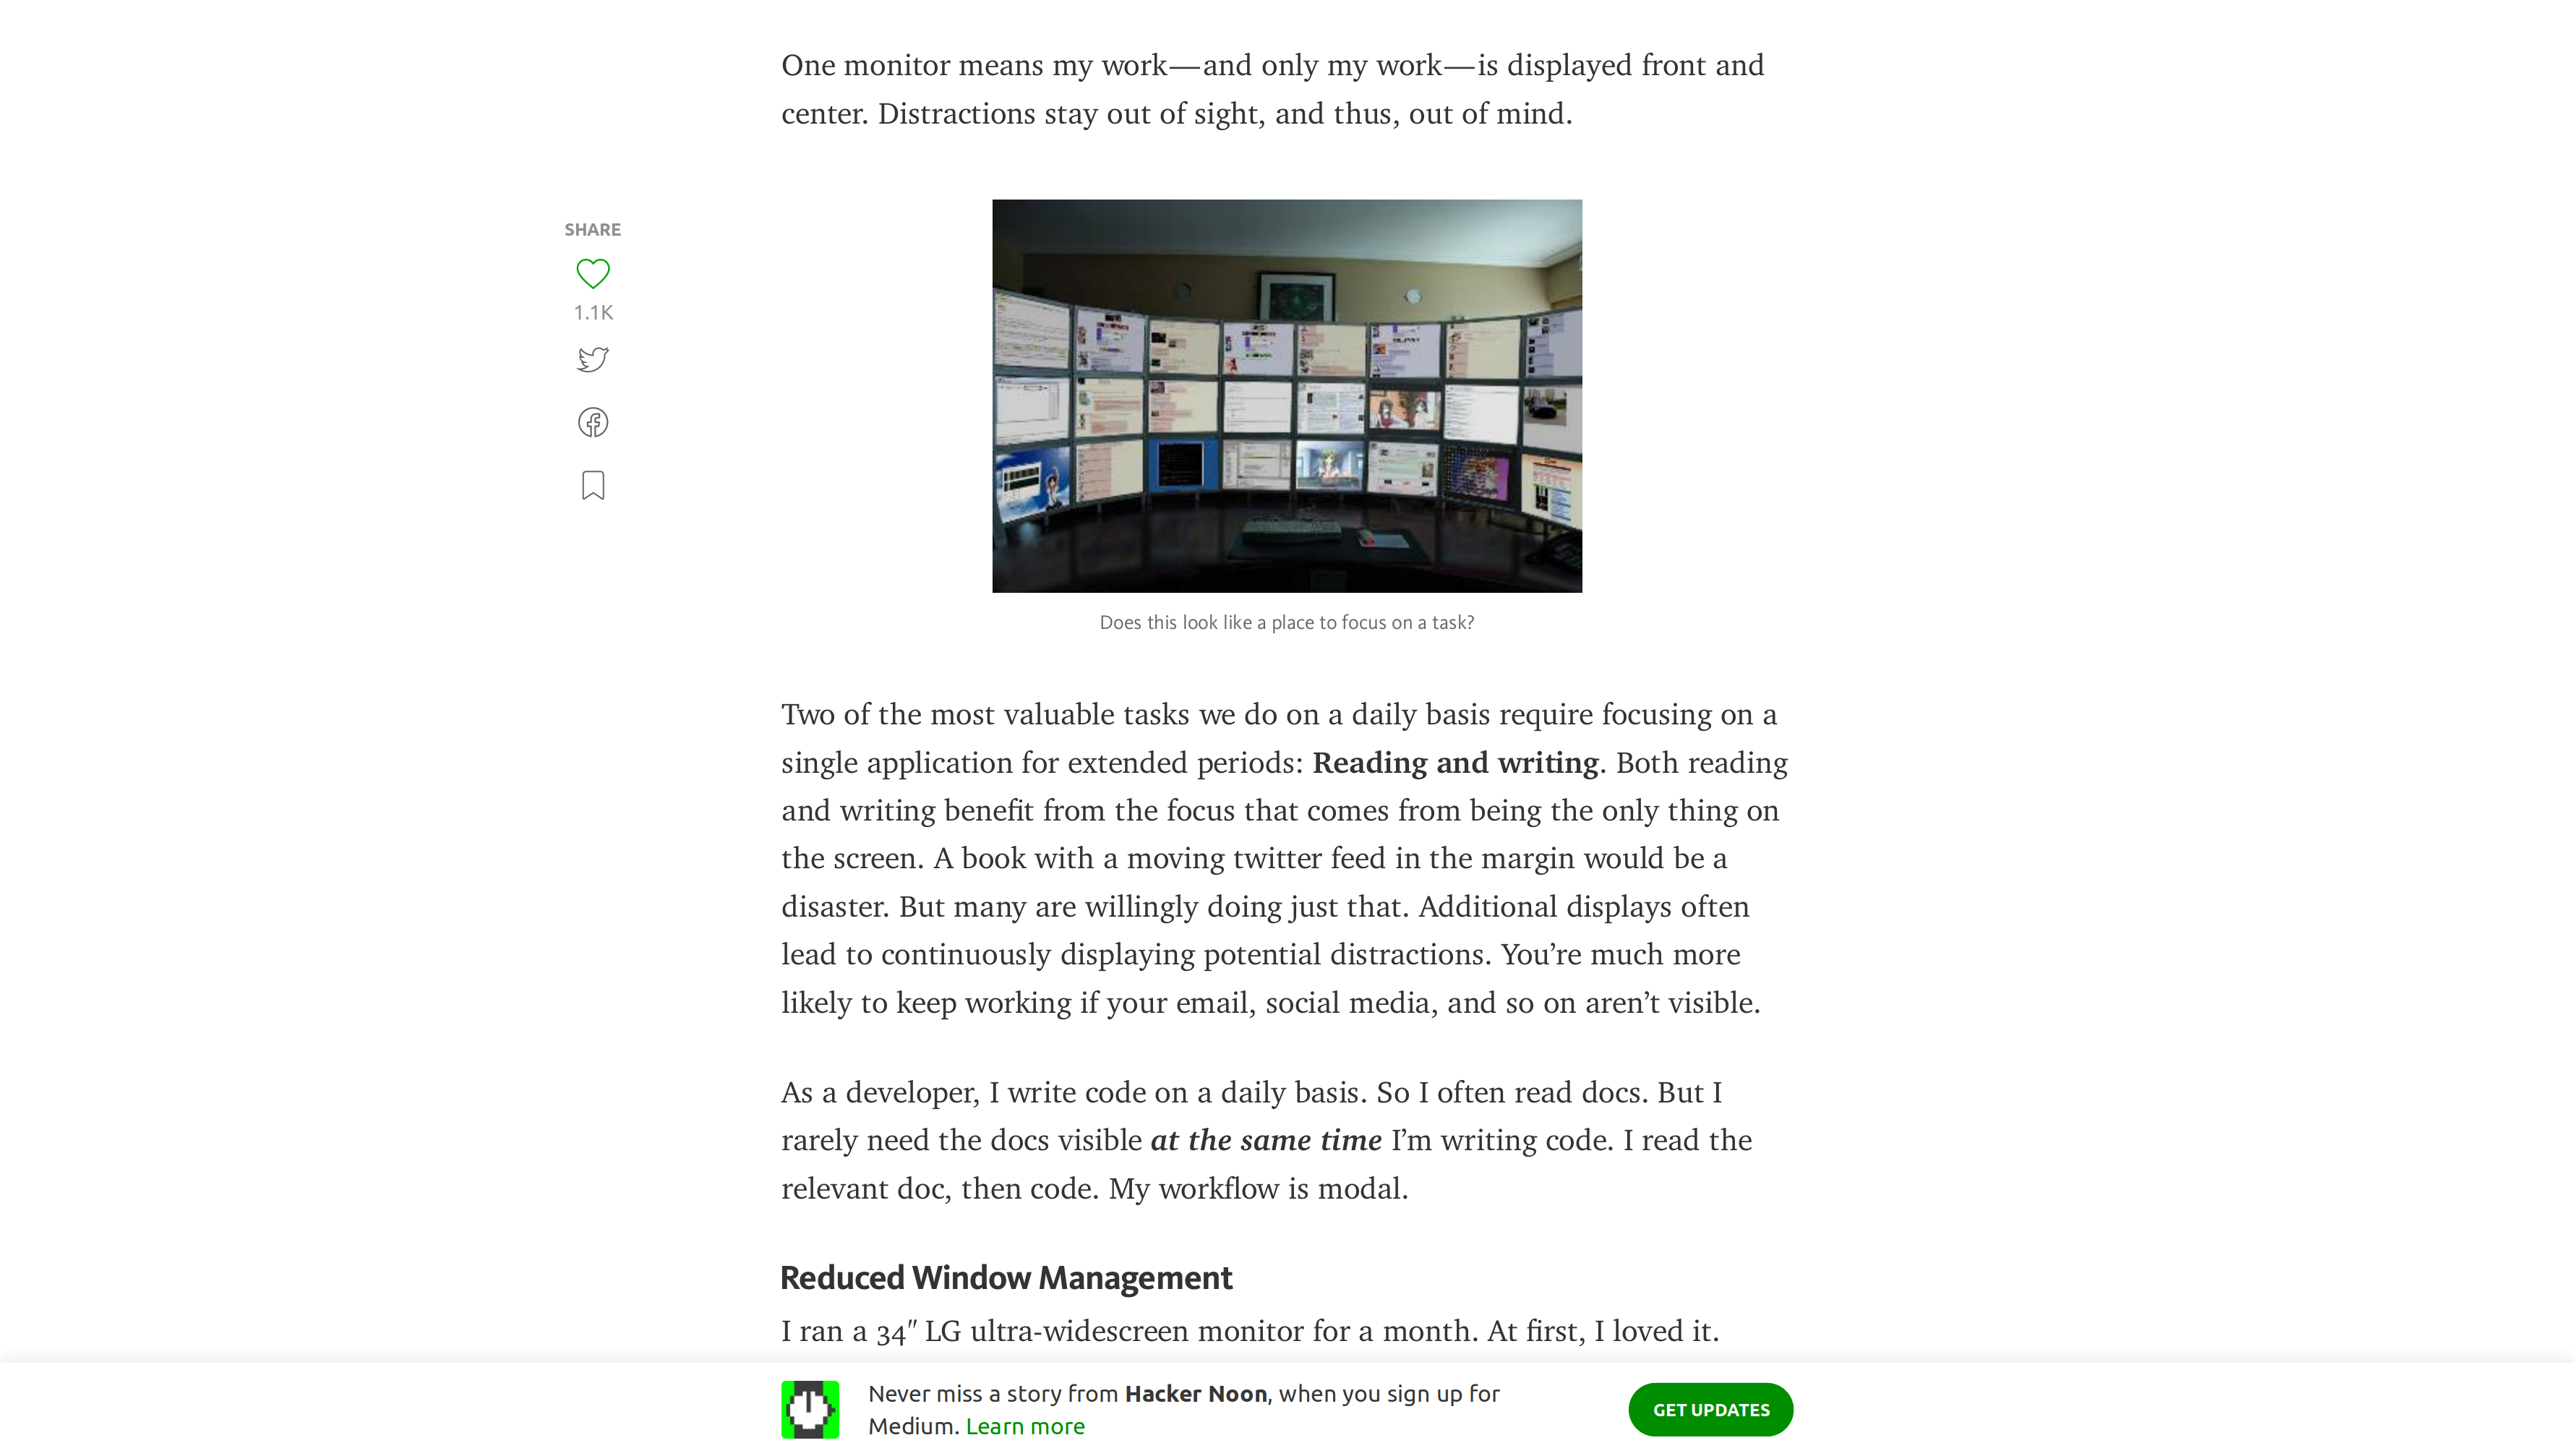 One monitor means my work—and only my work—is displayed front and
center. Distractions stay out of sight, and thus, out of mind.
SHARE
1.1K
Does this look like a place to focus on a task?
Two of the most valuable tasks we do on a daily basis require focusing on a
single application for extended periods: Reading and writing. Both reading
and writing benefit from the focus that comes from being the only thing on
the screen. A book with a moving twitter feed in the margin would be a
disaster. But many are willingly doing just that. Additional displays often
lead to continuously displaying potential distractions. You’re much more
likely to keep working if your email, social media, and so on aren’t visible.
As a developer, I write code on a daily basis. So I often read docs. But I
rarely need the docs visible at the same time I’m writing code. I read the
relevant doc, then code. My workflow is modal.
Reduced Window Management
I ran a 34″ LG ultra-widescreen monitor for a month. At first, I loved it.
Never miss a story from Hacker Noon, when you sign up for
Medium. Learn more
GET UPDATES